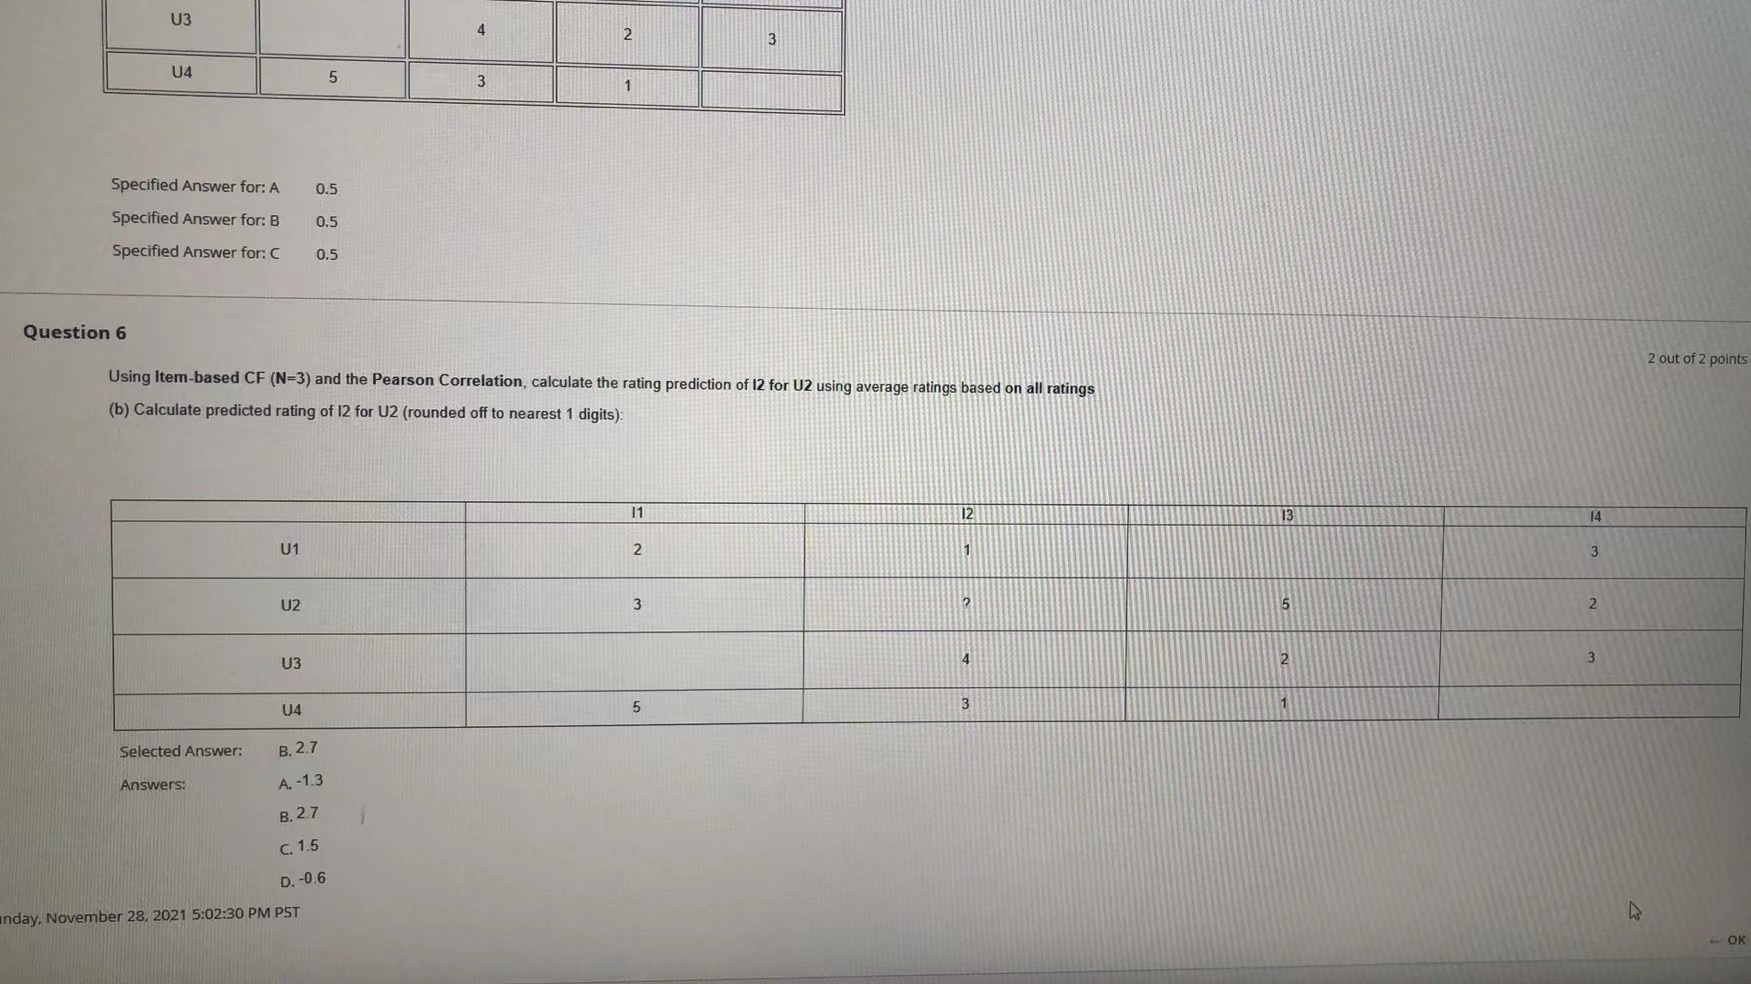 U3 4 2 3
U4 5 3 1
Specified Answer for: A 0.5
Specified Answer for: B 0.5
Specified Answer for: C 0.5
Question 6
2 out of 2 points
Using Item-based CF (N=3) and the Pearson Correlation, calculate the rating prediction of I2 for U2 using average ratings based on all ratings
(b) Calculate predicted rating of I2 for U2 (rounded off to nearest 1 digits):
I1 I2 I3 I4
U1 2 1 3
U2 3 ? 5 2
U3 4 2 3
U4 5 3 1
Selected Answer: B. 2.7
Answers: A. -1.3
B. 2.7
C. 1.5
D. -0.6
November 28, 2021 5:02:30 PM PST
← OK